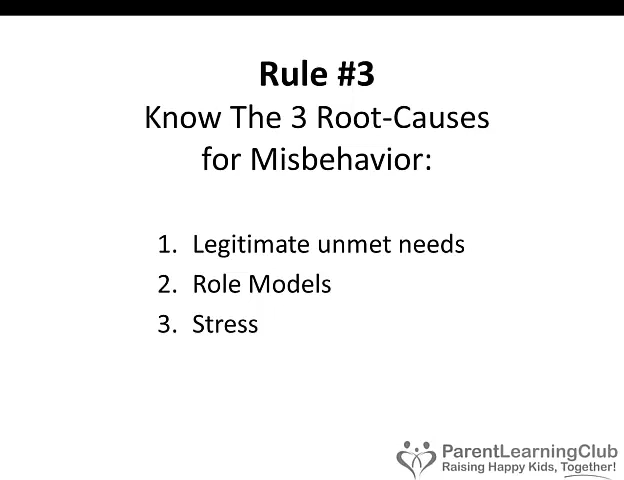 Rule #3
Know The 3 Root-Causes
for Misbehavior:
1. Legitimate unmet needs
2. Role Models
3. Stress
ParentLearningClub
Raising Happy Kids, Together!